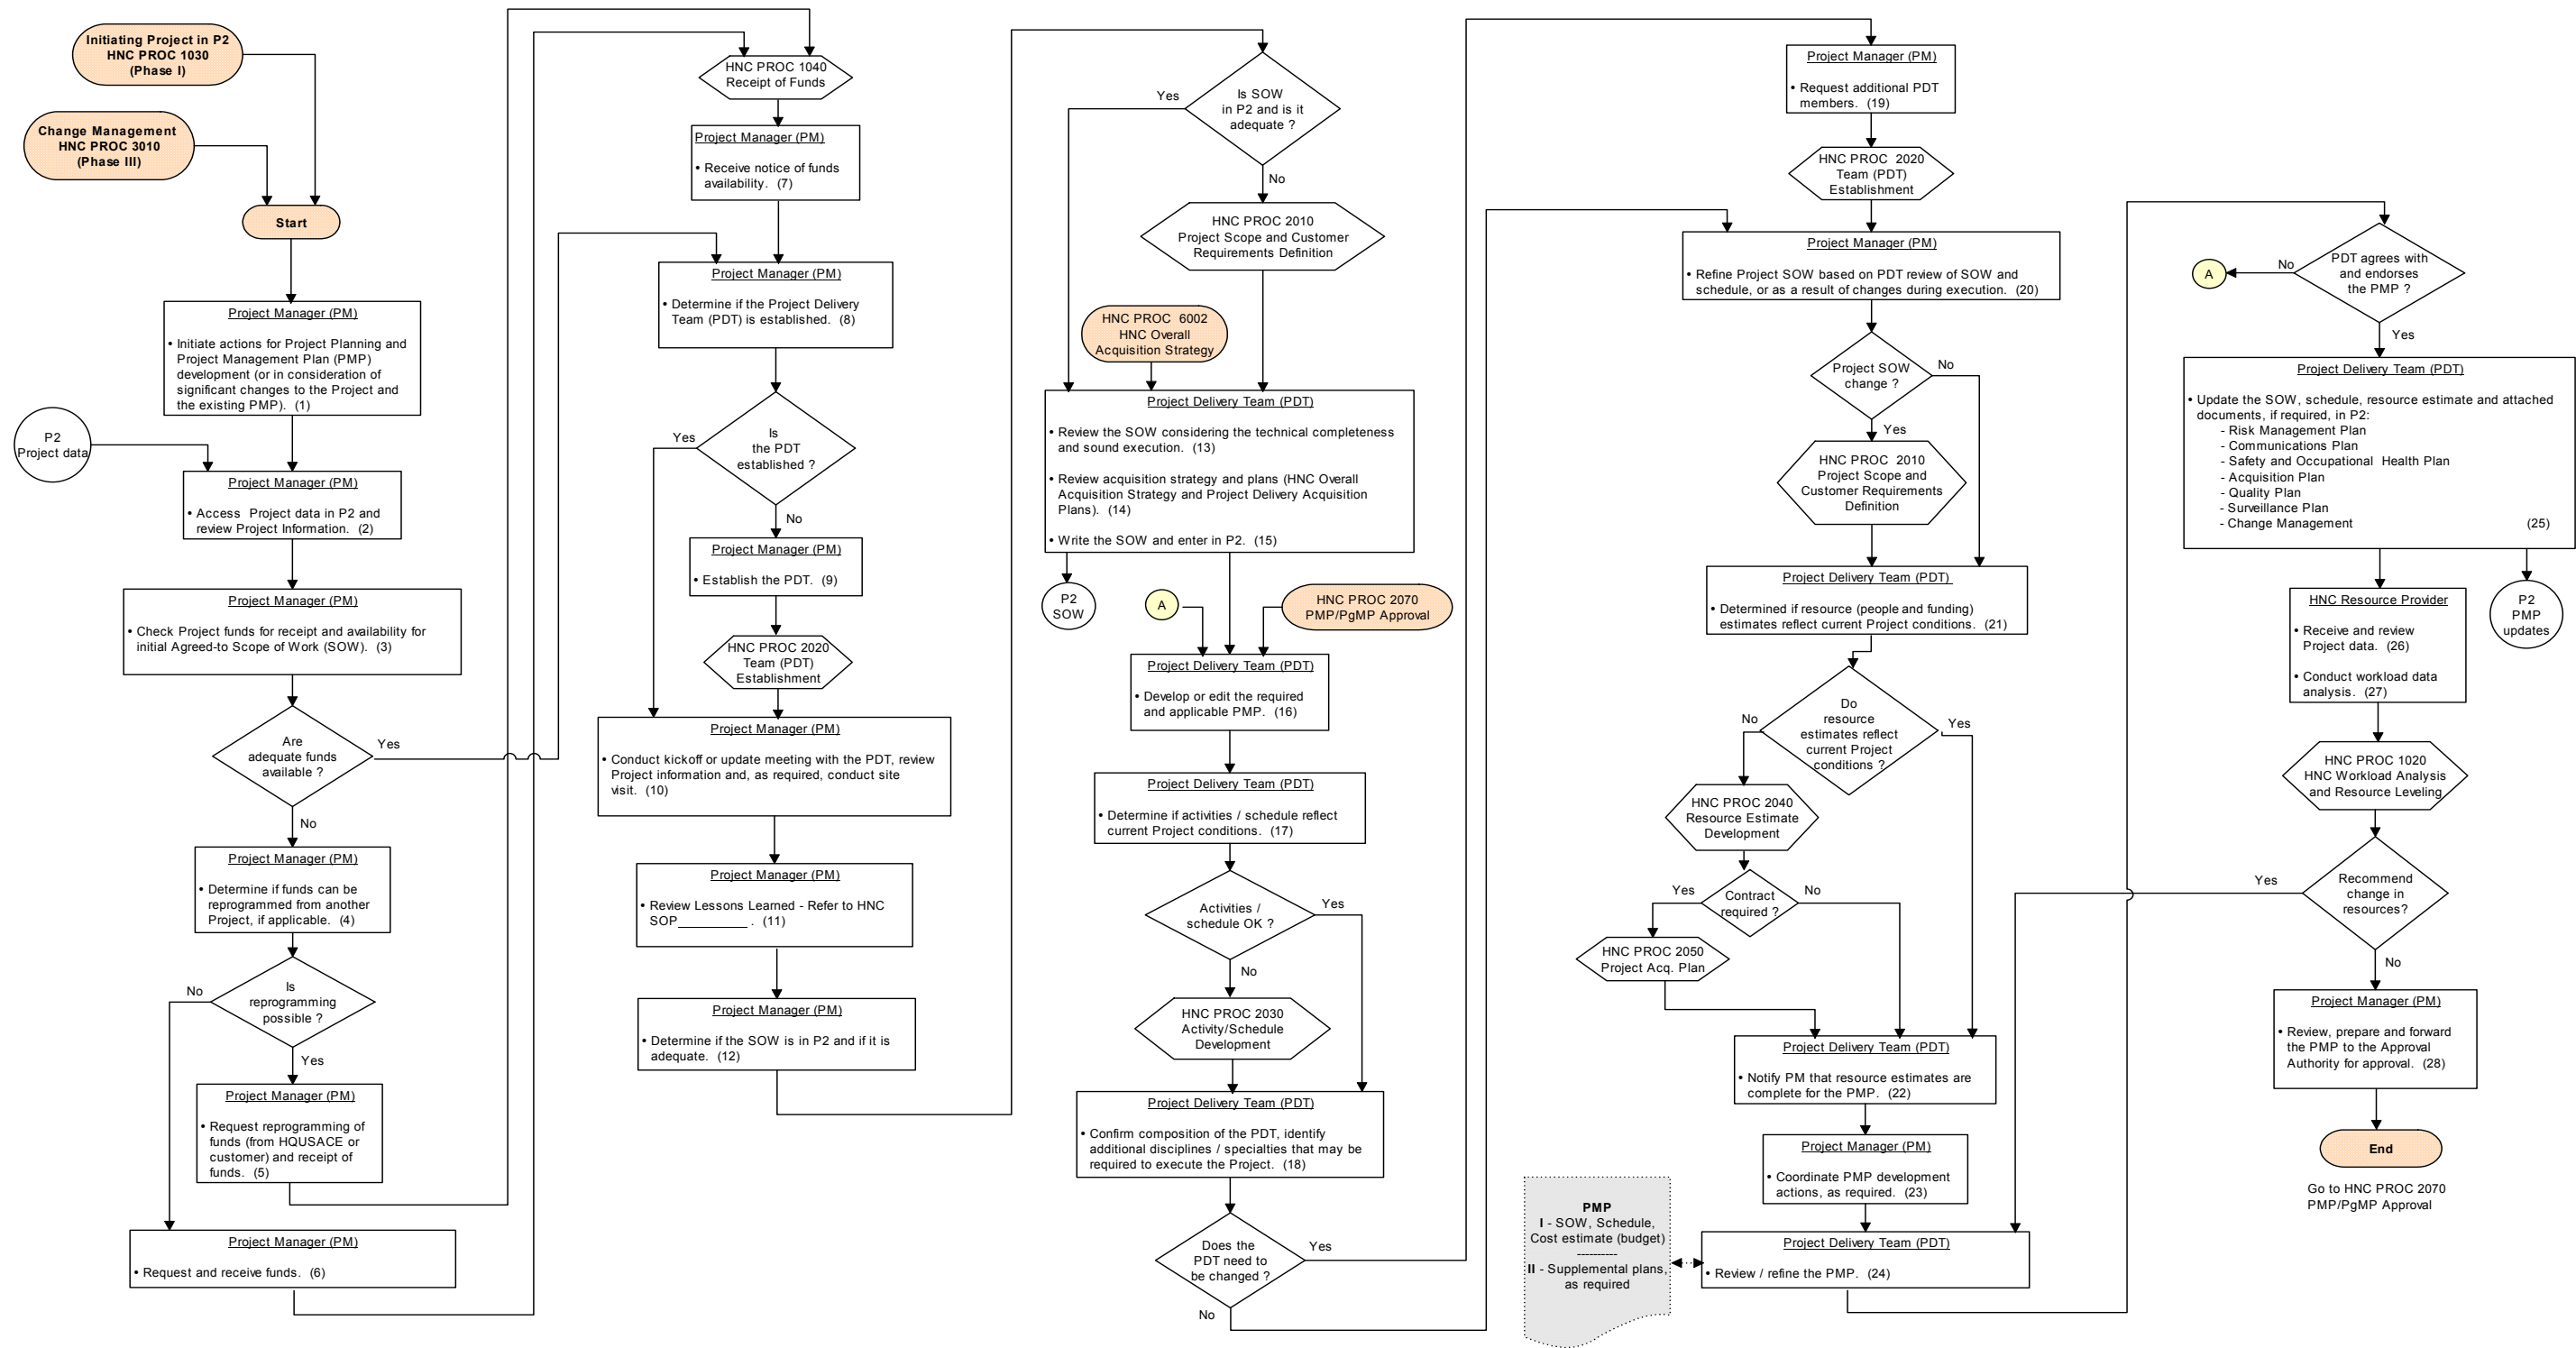 Initiating Project in P2
HNC PROC 1030
(Phase I)
Change Management
HNC PROC 3010
(Phase III)
Start
Project Manager (PM)
• Initiate actions for Project Planning and
Project Management Plan (PMP)
development (or in consideration of
significant changes to the Project and
the existing PMP). (1)
P2
Project data
Project Manager (PM)
• Access Project data in P2 and
review Project Information. (2)
Project Manager (PM)
• Check Project funds for receipt and availability for
initial Agreed-to Scope of Work (SOW). (3)
Are
adequate funds
available ?
Yes
No
Project Manager (PM)
• Determine if funds can be
reprogrammed from another
Project, if applicable. (4)
Is
reprogramming
possible ?
No
Yes
Project Manager (PM)
• Request reprogramming of
funds (from HQUSACE or
customer) and receipt of
funds. (5)
Project Manager (PM)
• Request and receive funds. (6)
HNC PROC 1040
Receipt of Funds
Project Manager (PM)
• Receive notice of funds
availability. (7)
Project Manager (PM)
• Determine if the Project Delivery
Team (PDT) is established. (8)
Is
the PDT
established ?
Yes
No
Project Manager (PM)
• Establish the PDT. (9)
HNC PROC 2020
Team (PDT)
Establishment
Project Manager (PM)
• Conduct kickoff or update meeting with the PDT, review
Project information and, as required, conduct site
visit. (10)
Project Manager (PM)
• Review Lessons Learned - Refer to HNC
SOP__________ . (11)
Project Manager (PM)
• Determine if the SOW is in P2 and if it is
adequate. (12)
Is SOW
in P2 and is it
adequate ?
Yes
No
HNC PROC 2010
Project Scope and Customer
Requirements Definition
HNC PROC 6002
HNC Overall
Acquisition Strategy
Project Delivery Team (PDT)
• Review the SOW considering the technical completeness
and sound execution. (13)
• Review acquisition strategy and plans (HNC Overall
Acquisition Strategy and Project Delivery Acquisition
Plans). (14)
• Write the SOW and enter in P2. (15)
P2
SOW
A
HNC PROC 2070
PMP/PgMP Approval
Project Delivery Team (PDT)
• Develop or edit the required
and applicable PMP. (16)
Project Delivery Team (PDT)
• Determine if activities / schedule reflect
current Project conditions. (17)
Activities /
schedule OK ?
Yes
No
HNC PROC 2030
Activity/Schedule
Development
Project Delivery Team (PDT)
• Confirm composition of the PDT, identify
additional disciplines / specialties that may be
required to execute the Project. (18)
Does the
PDT need to
be changed ?
Yes
No
Project Manager (PM)
• Request additional PDT
members. (19)
HNC PROC 2020
Team (PDT)
Establishment
Project Manager (PM)
• Refine Project SOW based on PDT review of SOW and
schedule, or as a result of changes during execution. (20)
Project SOW
change ?
No
Yes
HNC PROC 2010
Project Scope and
Customer Requirements
Definition
Project Delivery Team (PDT)
• Determined if resource (people and funding)
estimates reflect current Project conditions. (21)
Do
resource
estimates reflect
current Project
conditions ?
No
Yes
HNC PROC 2040
Resource Estimate
Development
Contract
required ?
Yes
No
HNC PROC 2050
Project Acq. Plan
Project Delivery Team (PDT)
• Notify PM that resource estimates are
complete for the PMP. (22)
Project Manager (PM)
• Coordinate PMP development
actions, as required. (23)
PMP
I - SOW, Schedule,
Cost estimate (budget)
----------
II - Supplemental plans,
as required
Project Delivery Team (PDT)
• Review / refine the PMP. (24)
PDT agrees with
and endorses
the PMP ?
No
A
Yes
Project Delivery Team (PDT)
• Update the SOW, schedule, resource estimate and attached
documents, if required, in P2:
- Risk Management Plan
- Communications Plan
- Safety and Occupational Health Plan
- Acquisition Plan
- Quality Plan
- Surveillance Plan
- Change Management (25)
HNC Resource Provider
• Receive and review
Project data. (26)
• Conduct workload data
analysis. (27)
P2
PMP
updates
HNC PROC 1020
HNC Workload Analysis
and Resource Leveling
Recommend
change in
resources?
Yes
No
Project Manager (PM)
• Review, prepare and forward
the PMP to the Approval
Authority for approval. (28)
End
Go to HNC PROC 2070
PMP/PgMP Approval